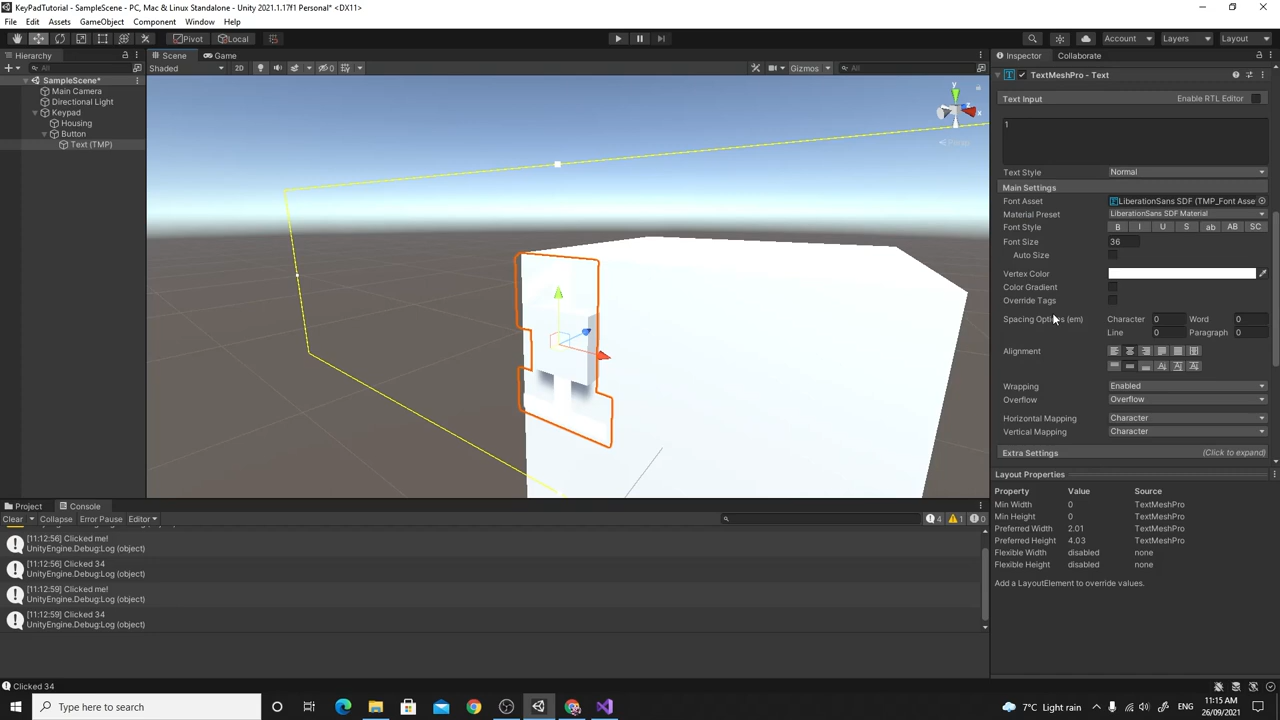 KeyPadTutorial - SampleScene - PC, Mac & Linux Standalone - Unity 2021.1.17f1 Personal* <DX11>
File Edit Assets GameObject Component Window Help
Pivot Local Account Layers Layout
Hierarchy Scene Game Inspector Collaborate
All Shaded 2D 0 Gizmos All
SampleScene*
Main Camera
Directional Light
Keypad
Housing
Button
Text (TMP)
y
x
z
Persp
TextMeshPro - Text
Text Input Enable RTL Editor
1
Text Style Normal
Main Settings
Font Asset LiberationSans SDF (TMP_Font Asse
Material Preset LiberationSans SDF Material
Font Style B I U S ab AB SC
Font Size 36
Auto Size
Vertex Color
Color Gradient
Override Tags
Spacing Options (em) Character 0 Word 0
Line 0 Paragraph 0
Alignment
Wrapping Enabled
Overflow Overflow
Horizontal Mapping Character
Vertical Mapping Character
Extra Settings (Click to expand)
Layout Properties
Property Value Source
Min Width 0 TextMeshPro
Min Height 0 TextMeshPro
Preferred Width 2.01 TextMeshPro
Preferred Height 4.03 TextMeshPro
Flexible Width disabled none
Flexible Height disabled none
Add a LayoutElement to override values.
Project Console
Clear Collapse Error Pause Editor 4 1 0
[11:12:56] Clicked me!
UnityEngine.Debug:Log (object)
[11:12:56] Clicked 34
UnityEngine.Debug:Log (object)
[11:12:59] Clicked me!
UnityEngine.Debug:Log (object)
[11:12:59] Clicked 34
UnityEngine.Debug:Log (object)
Clicked 34
Type here to search
7°C Light rain
11:15 AM
26/09/2021